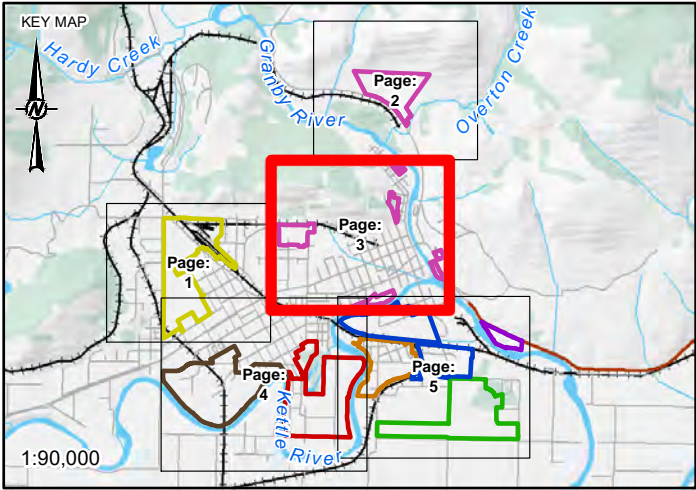 KEY MAP
Hardy Creek
N
Granby River
Overton Creek
Page:
2
Page:
3
Page:
1
Page:
4
Page:
5
Kettle River
1:90,000